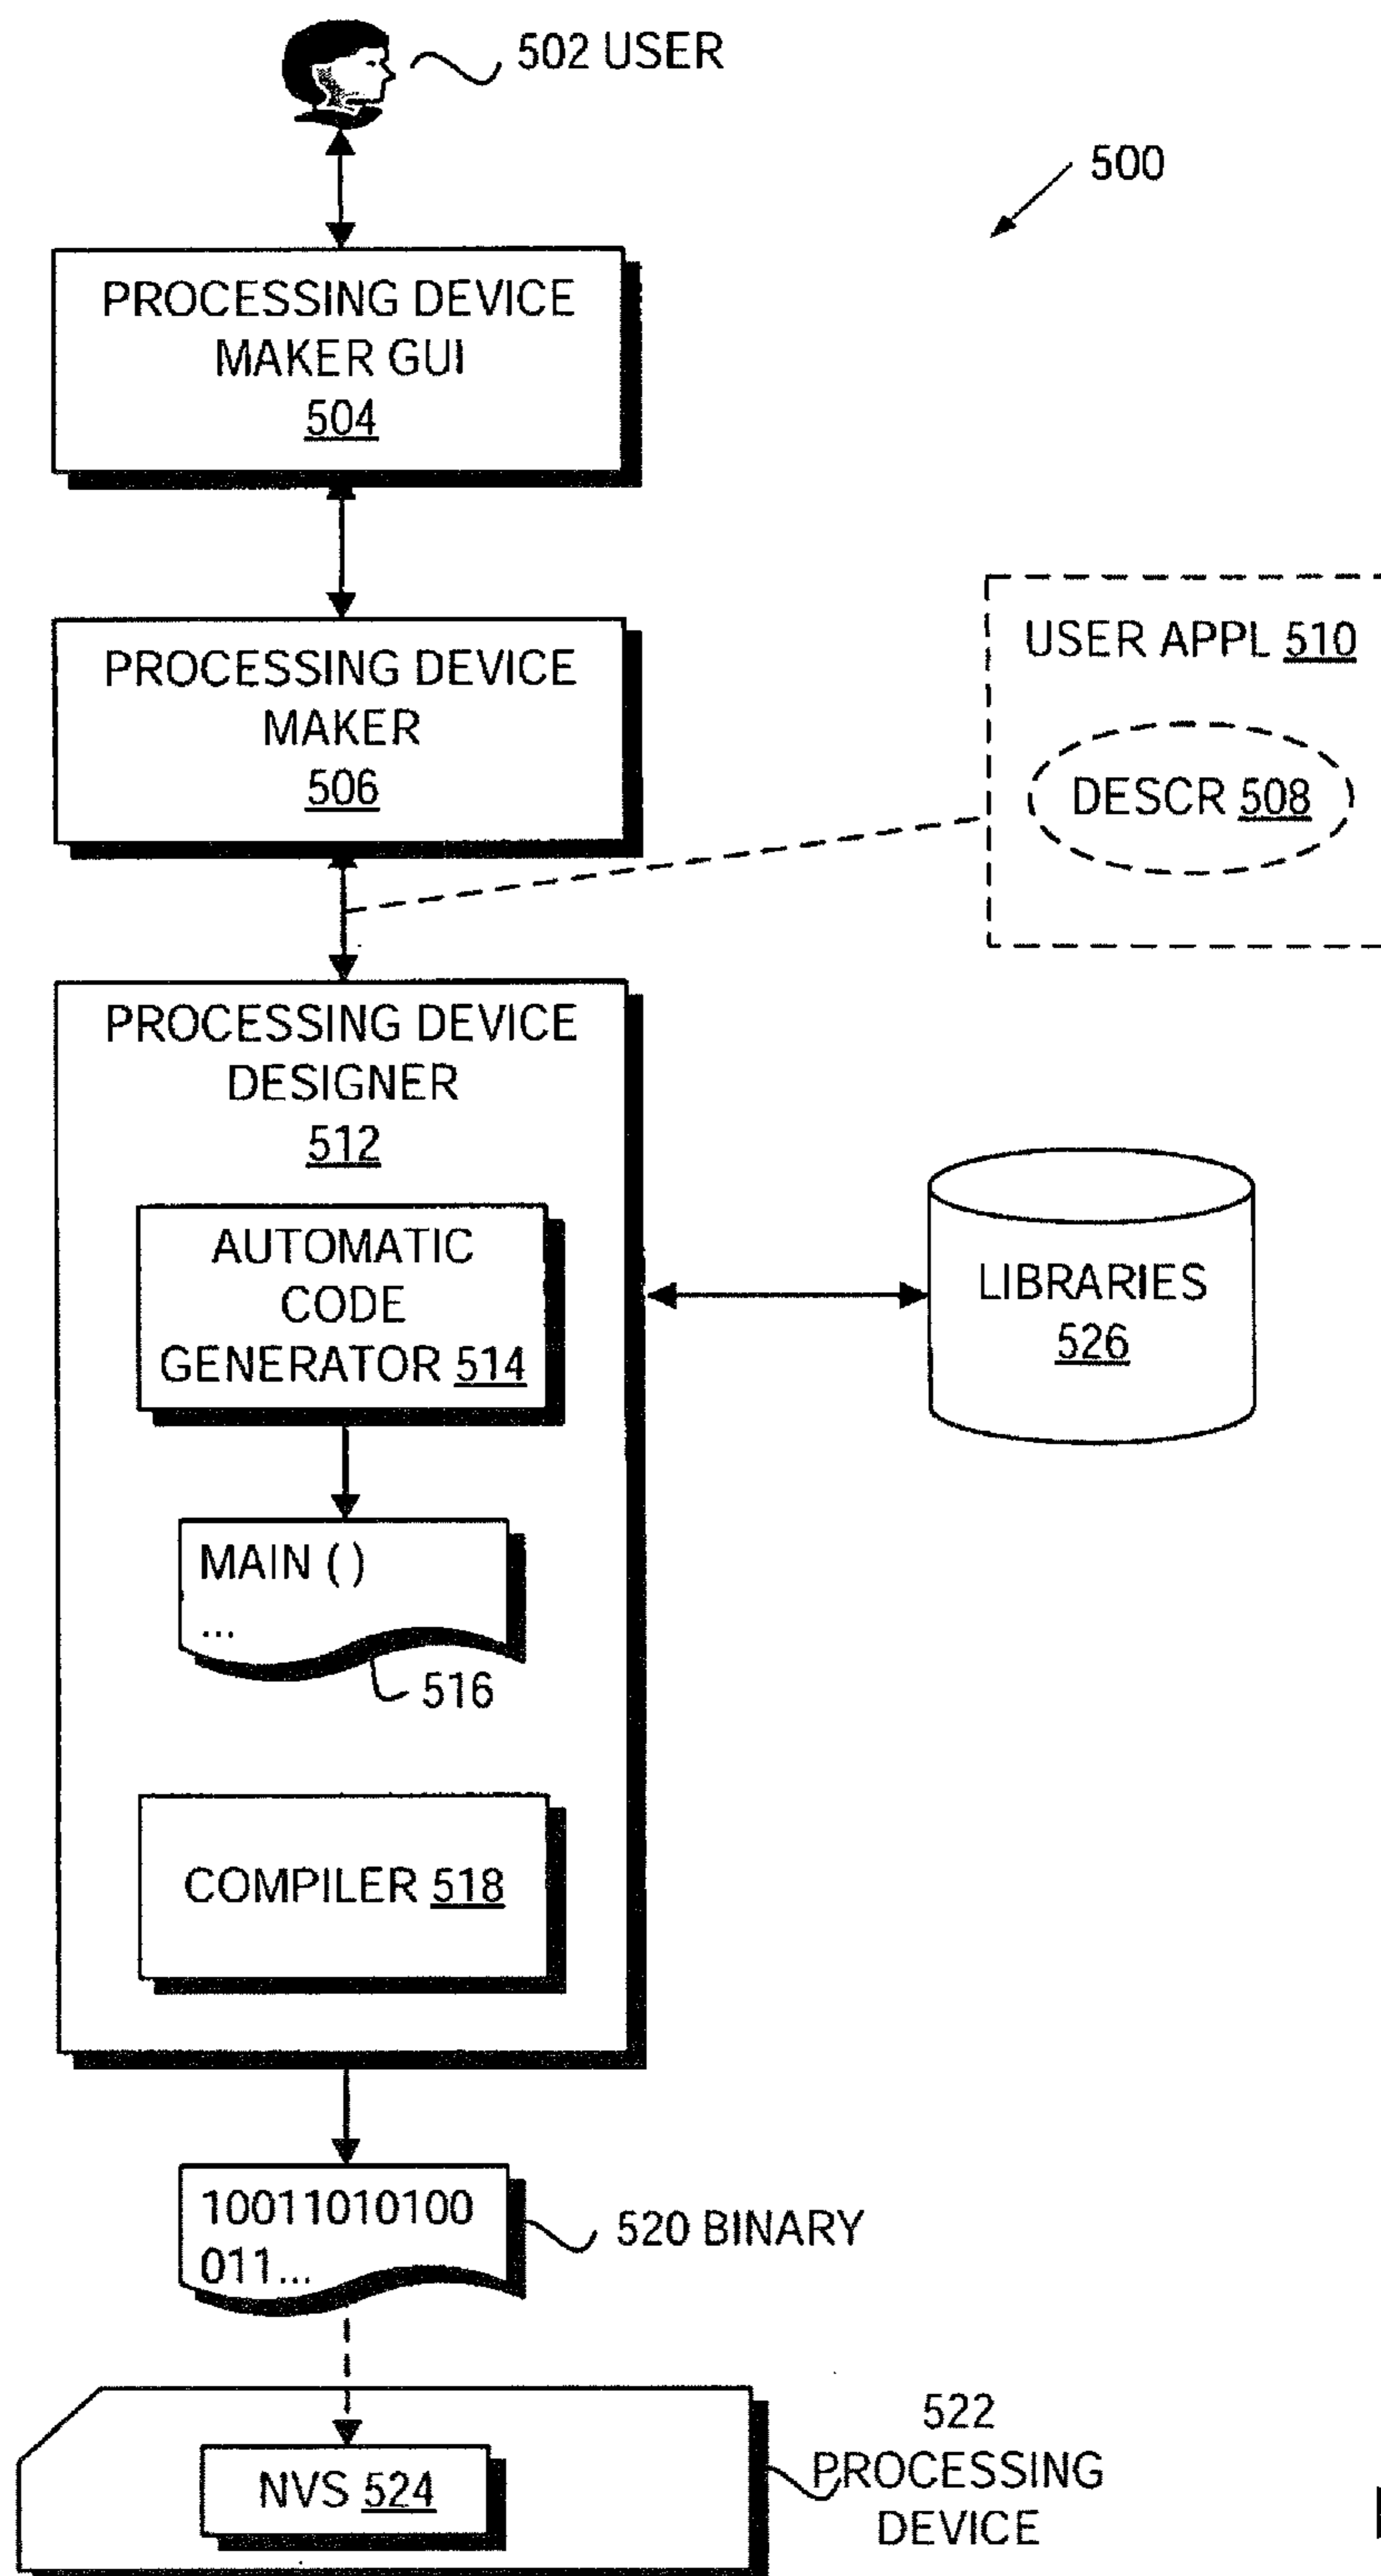 502 USER
500
PROCESSING DEVICE
MAKER GUI
504
PROCESSING DEVICE
MAKER
506
USER APPL 510
DESCR 508
PROCESSING DEVICE
DESIGNER
512
AUTOMATIC
CODE
GENERATOR 514
LIBRARIES
526
MAIN ( )
...
516
COMPILER 518
10011010100
011...
520 BINARY
522
PROCESSING
DEVICE
NVS 524